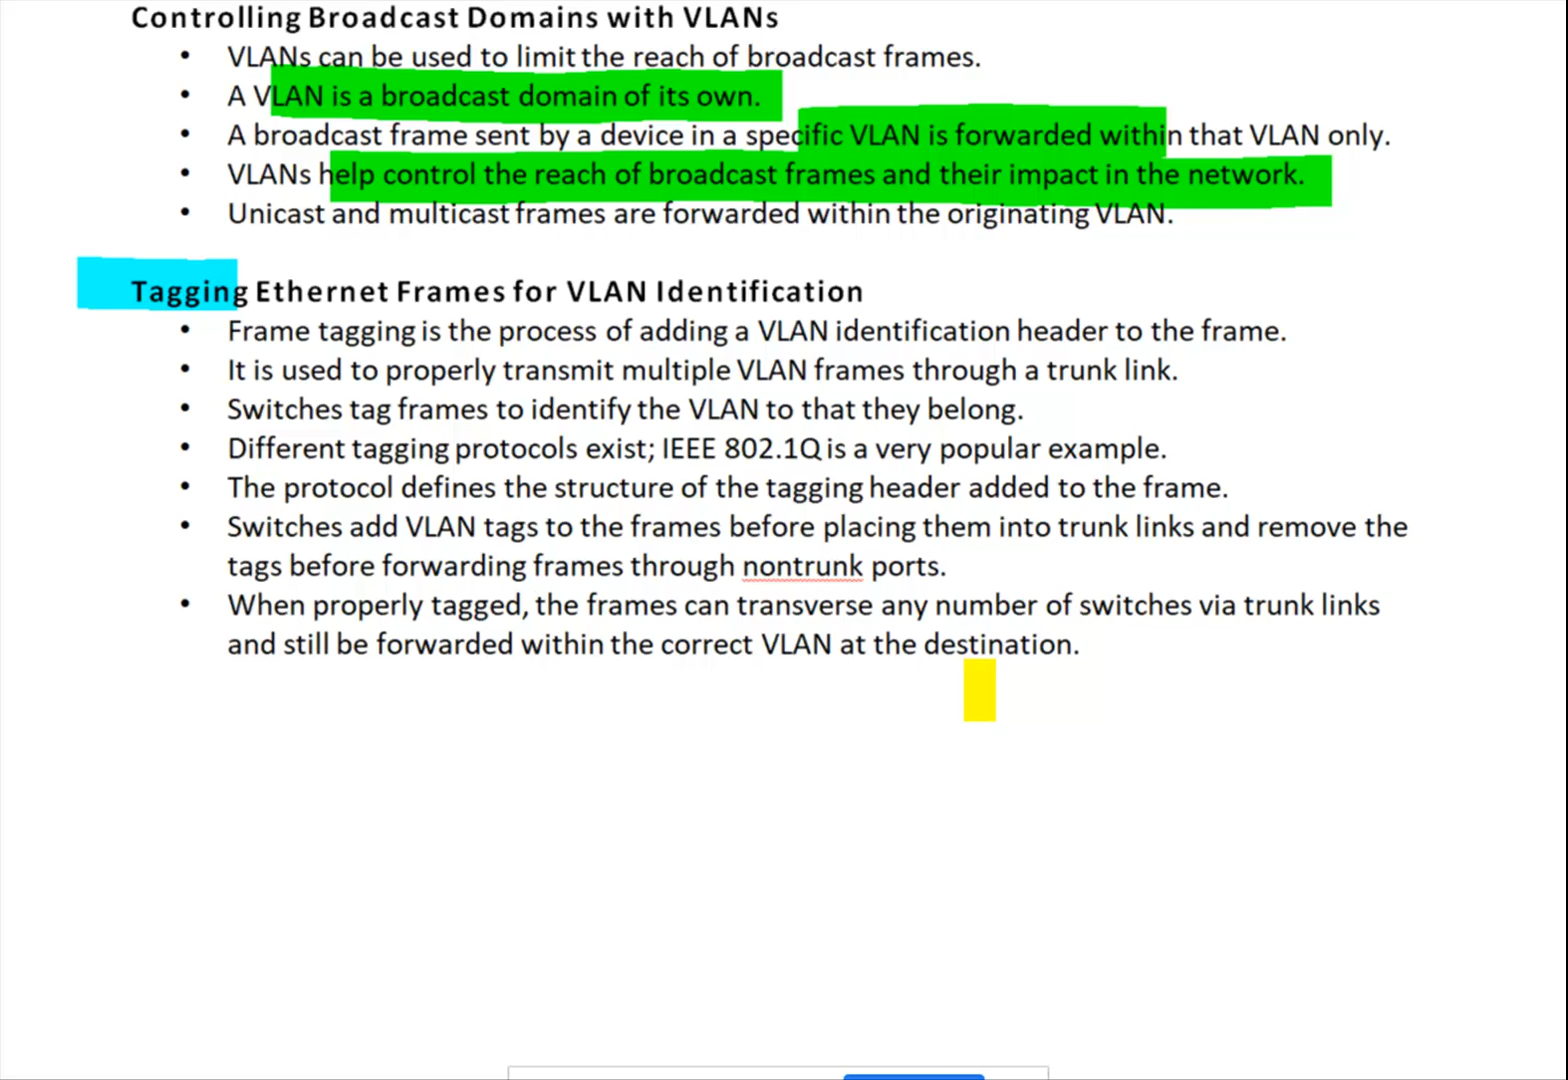 Controlling Broadcast Domains with VLANs
• VLANs can be used to limit the reach of broadcast frames.
• A VLAN is a broadcast domain of its own.
• A broadcast frame sent by a device in a specific VLAN is forwarded within that VLAN only.
• VLANs help control the reach of broadcast frames and their impact in the network.
• Unicast and multicast frames are forwarded within the originating VLAN.
Tagging Ethernet Frames for VLAN Identification
• Frame tagging is the process of adding a VLAN identification header to the frame.
• It is used to properly transmit multiple VLAN frames through a trunk link.
• Switches tag frames to identify the VLAN to that they belong.
• Different tagging protocols exist; IEEE 802.1Q is a very popular example.
• The protocol defines the structure of the tagging header added to the frame.
• Switches add VLAN tags to the frames before placing them into trunk links and remove the
tags before forwarding frames through nontrunk ports.
• When properly tagged, the frames can transverse any number of switches via trunk links
and still be forwarded within the correct VLAN at the destination.